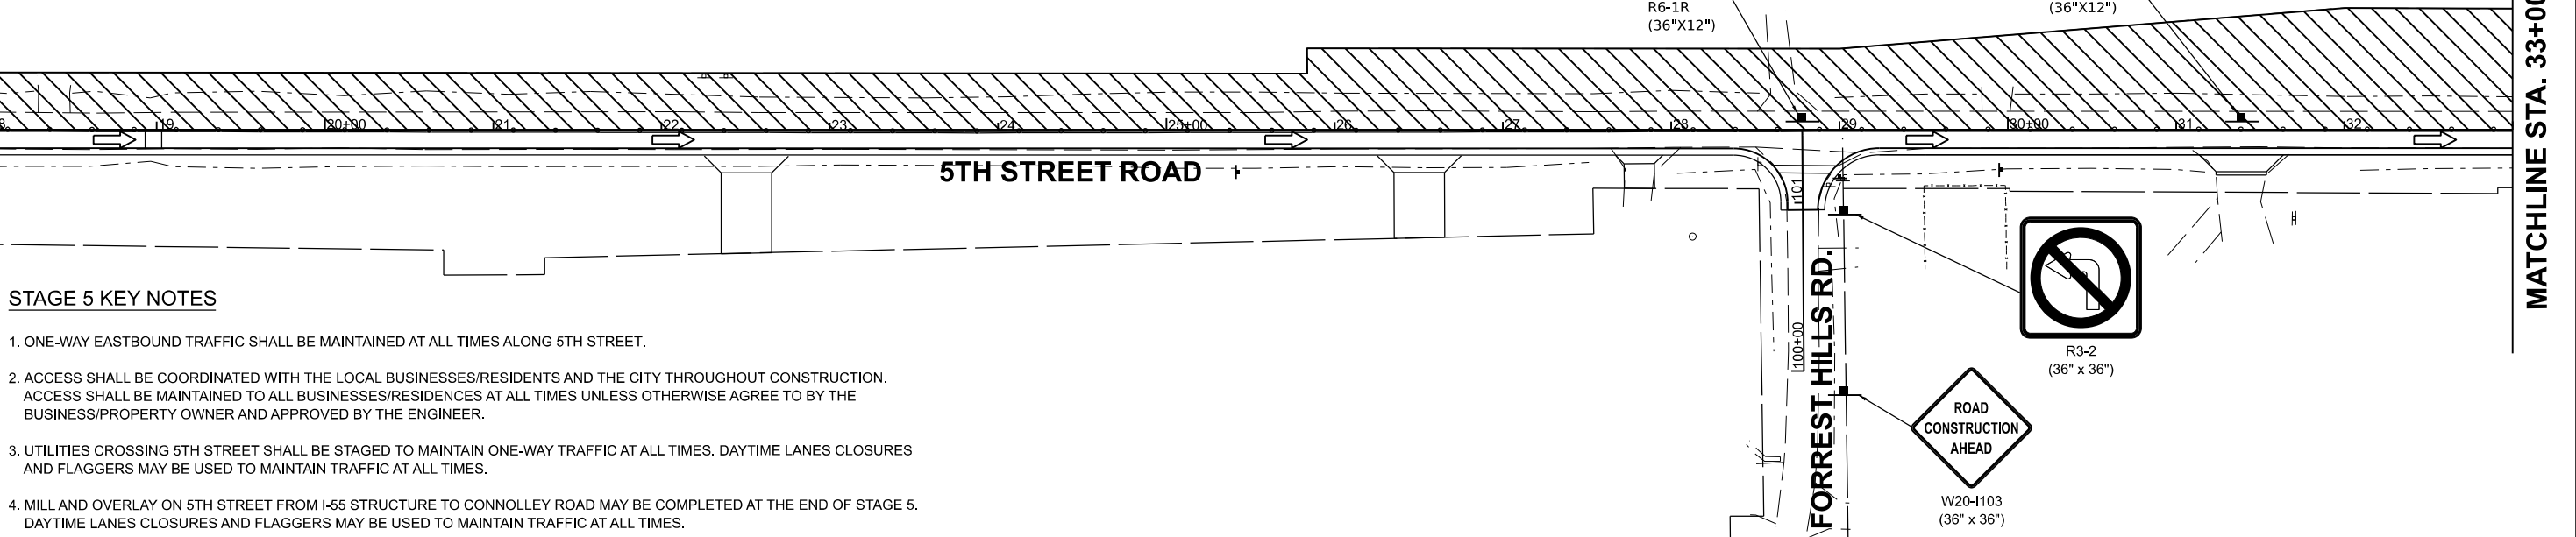 R6-1R
(36"X12")
(36"X12")
MATCHLINE STA. 33+00
19
20+00
21
22
23
24
25+00
26
27
28
29
30+00
31
32
5TH STREET ROAD
101
100+00
FORREST HILLS RD.
R3-2
(36" x 36")
ROAD
CONSTRUCTION
AHEAD
W20-I103
(36" x 36")
STAGE 5 KEY NOTES
1. ONE-WAY EASTBOUND TRAFFIC SHALL BE MAINTAINED AT ALL TIMES ALONG 5TH STREET.
2. ACCESS SHALL BE COORDINATED WITH THE LOCAL BUSINESSES/RESIDENTS AND THE CITY THROUGHOUT CONSTRUCTION.
ACCESS SHALL BE MAINTAINED TO ALL BUSINESSES/RESIDENCES AT ALL TIMES UNLESS OTHERWISE AGREE TO BY THE
BUSINESS/PROPERTY OWNER AND APPROVED BY THE ENGINEER.
3. UTILITIES CROSSING 5TH STREET SHALL BE STAGED TO MAINTAIN ONE-WAY TRAFFIC AT ALL TIMES. DAYTIME LANES CLOSURES
AND FLAGGERS MAY BE USED TO MAINTAIN TRAFFIC AT ALL TIMES.
4. MILL AND OVERLAY ON 5TH STREET FROM I-55 STRUCTURE TO CONNOLLEY ROAD MAY BE COMPLETED AT THE END OF STAGE 5.
DAYTIME LANES CLOSURES AND FLAGGERS MAY BE USED TO MAINTAIN TRAFFIC AT ALL TIMES.